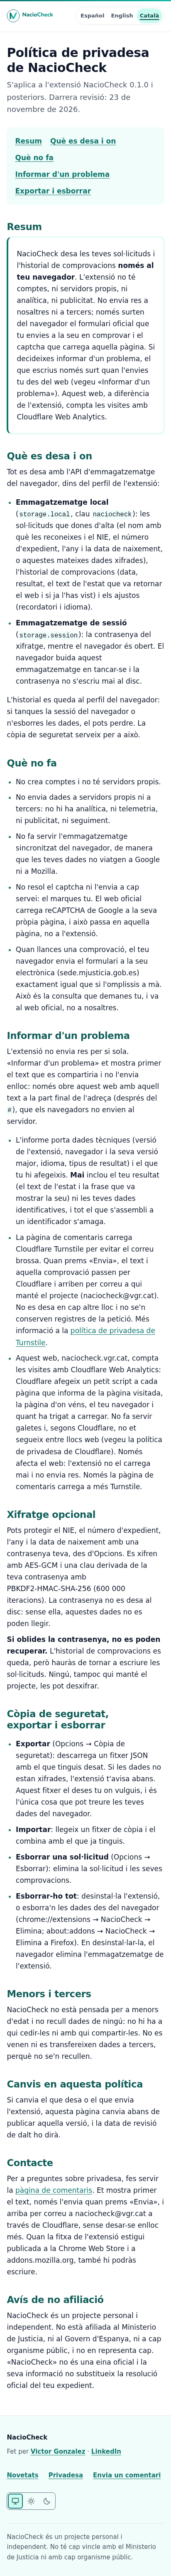 NacioCheck
Español English Català
Política de privadesa
de NacioCheck
S'aplica a l'extensió NacioCheck 0.1.0 i
posteriors. Darrera revisió: 23 de
novembre de 2026.
Resum Què es desa i on
Què no fa
Informar d'un problema
Exportar i esborrar
Resum
NacioCheck desa les teves sol·licituds i
l'historial de comprovacions només al
teu navegador. L'extensió no té
comptes, ni servidors propis, ni
analítica, ni publicitat. No envia res a
nosaltres ni a tercers; només surten
del navegador el formulari oficial que
tu envies a la seu en comprovar i el
captcha que carrega aquella pàgina. Si
decideixes informar d'un problema, el
que escrius només surt quan l'envies
tu des del web (vegeu «Informar d'un
problema»). Aquest web, a diferència
de l'extensió, compta les visites amb
Cloudflare Web Analytics.
Què es desa i on
Tot es desa amb l'API d'emmagatzematge
del navegador, dins del perfil de l'extensió:
• Emmagatzematge local
(storage.local, clau naciocheck): les
sol·licituds que dones d'alta (el nom amb
què les reconeixes i el NIE, el número
d'expedient, l'any i la data de naixement,
o aquestes mateixes dades xifrades),
l'historial de comprovacions (data,
resultat, el text de l'estat que va retornar
el web i si ja l'has vist) i els ajustos
(recordatori i idioma).
• Emmagatzematge de sessió
(storage.session): la contrasenya del
xifratge, mentre el navegador és obert. El
navegador buida aquest
emmagatzematge en tancar-se i la
contrasenya no s'escriu mai al disc.
L'historial es queda al perfil del navegador:
si tanques la sessió del navegador o
n'esborres les dades, el pots perdre. La
còpia de seguretat serveix per a això.
Què no fa
• No crea comptes i no té servidors propis.
• No envia dades a servidors propis ni a
tercers: no hi ha analítica, ni telemetria,
ni publicitat, ni seguiment.
• No fa servir l'emmagatzematge
sincronitzat del navegador, de manera
que les teves dades no viatgen a Google
ni a Mozilla.
• No resol el captcha ni l'envia a cap
servei: el marques tu. El web oficial
carrega reCAPTCHA de Google a la seva
pròpia pàgina, i això passa en aquella
pàgina, no a l'extensió.
• Quan llances una comprovació, el teu
navegador envia el formulari a la seu
electrònica (sede.mjusticia.gob.es)
exactament igual que si l'omplissis a mà.
Això és la consulta que demanes tu, i va
al web oficial, no a nosaltres.
Informar d'un problema
L'extensió no envia res per si sola.
«Informar d'un problema» et mostra primer
el text que es compartiria i no l'envia
enlloc: només obre aquest web amb aquell
text a la part final de l'adreça (després del
#), que els navegadors no envien al
servidor.
• L'informe porta dades tècniques (versió
de l'extensió, navegador i la seva versió
major, idioma, tipus de resultat) i el que
tu hi afegeixis. Mai inclou el teu resultat
(el text de l'estat i la frase que va
mostrar la seu) ni les teves dades
identificatives, i tot el que s'assembli a
un identificador s'amaga.
• La pàgina de comentaris carrega
Cloudflare Turnstile per evitar el correu
brossa. Quan prems «Envia», el text i
aquella comprovació passen per
Cloudflare i arriben per correu a qui
manté el projecte (naciocheck@vgr.cat).
No es desa en cap altre lloc i no se'n
conserven registres de la petició. Més
informació a la política de privadesa de
Turnstile.
• Aquest web, naciocheck.vgr.cat, compta
les visites amb Cloudflare Web Analytics:
Cloudflare afegeix un petit script a cada
pàgina que informa de la pàgina visitada,
la pàgina d'on véns, el teu navegador i
quant ha trigat a carregar. No fa servir
galetes i, segons Cloudflare, no et
segueix entre llocs web (vegeu la política
de privadesa de Cloudflare). Només
afecta el web: l'extensió no el carrega
mai i no envia res. Només la pàgina de
comentaris carrega a més Turnstile.
Xifratge opcional
Pots protegir el NIE, el número d'expedient,
l'any i la data de naixement amb una
contrasenya teva, des d'Opcions. Es xifren
amb AES-GCM i una clau derivada de la
teva contrasenya amb
PBKDF2-HMAC-SHA-256 (600 000
iteracions). La contrasenya no es desa al
disc: sense ella, aquestes dades no es
poden llegir.
Si oblides la contrasenya, no es poden
recuperar. L'historial de comprovacions es
queda, però hauràs de tornar a escriure les
sol·licituds. Ningú, tampoc qui manté el
projecte, les pot desxifrar.
Còpia de seguretat,
exportar i esborrar
• Exportar (Opcions → Còpia de
seguretat): descarrega un fitxer JSON
amb el que tinguis desat. Si les dades no
estan xifrades, l'extensió t'avisa abans.
Aquest fitxer el deses tu on vulguis, i és
l'única cosa que pot treure les teves
dades del navegador.
• Importar: llegeix un fitxer de còpia i el
combina amb el que ja tinguis.
• Esborrar una sol·licitud (Opcions →
Esborrar): elimina la sol·licitud i les seves
comprovacions.
• Esborrar-ho tot: desinstal·la l'extensió,
o esborra'n les dades des del navegador
(chrome://extensions → NacioCheck →
Elimina; about:addons → NacioCheck →
Elimina a Firefox). En desinstal·lar-la, el
navegador elimina l'emmagatzematge de
l'extensió.
Menors i tercers
NacioCheck no està pensada per a menors
d'edat i no recull dades de ningú: no hi ha a
qui cedir-les ni amb qui compartir-les. No es
venen ni es transfereixen dades a tercers,
perquè no se'n recullen.
Canvis en aquesta política
Si canvia el que desa o el que envia
l'extensió, aquesta pàgina canvia abans de
publicar aquella versió, i la data de revisió
de dalt ho dirà.
Contacte
Per a preguntes sobre privadesa, fes servir
la pàgina de comentaris. Et mostra primer
el text, només l'envia quan prems «Envia», i
arriba per correu a naciocheck@vgr.cat a
través de Cloudflare, sense desar-se enlloc
més. Quan la fitxa de l'extensió estigui
publicada a la Chrome Web Store i a
addons.mozilla.org, també hi podràs
escriure.
Avís de no afiliació
NacioCheck és un projecte personal i
independent. No està afiliada al Ministerio
de Justicia, ni al Govern d'Espanya, ni a cap
organisme públic, i no en representa cap.
«NacioCheck» no és una eina oficial i la
seva informació no substitueix la resolució
oficial del teu expedient.
NacioCheck
Fet per Victor Gonzalez · LinkedIn
Novetats Privadesa Envia un comentari
NacioCheck és un projecte personal i
independent. No té cap vincle amb el Ministerio
de Justicia ni amb cap organisme públic.